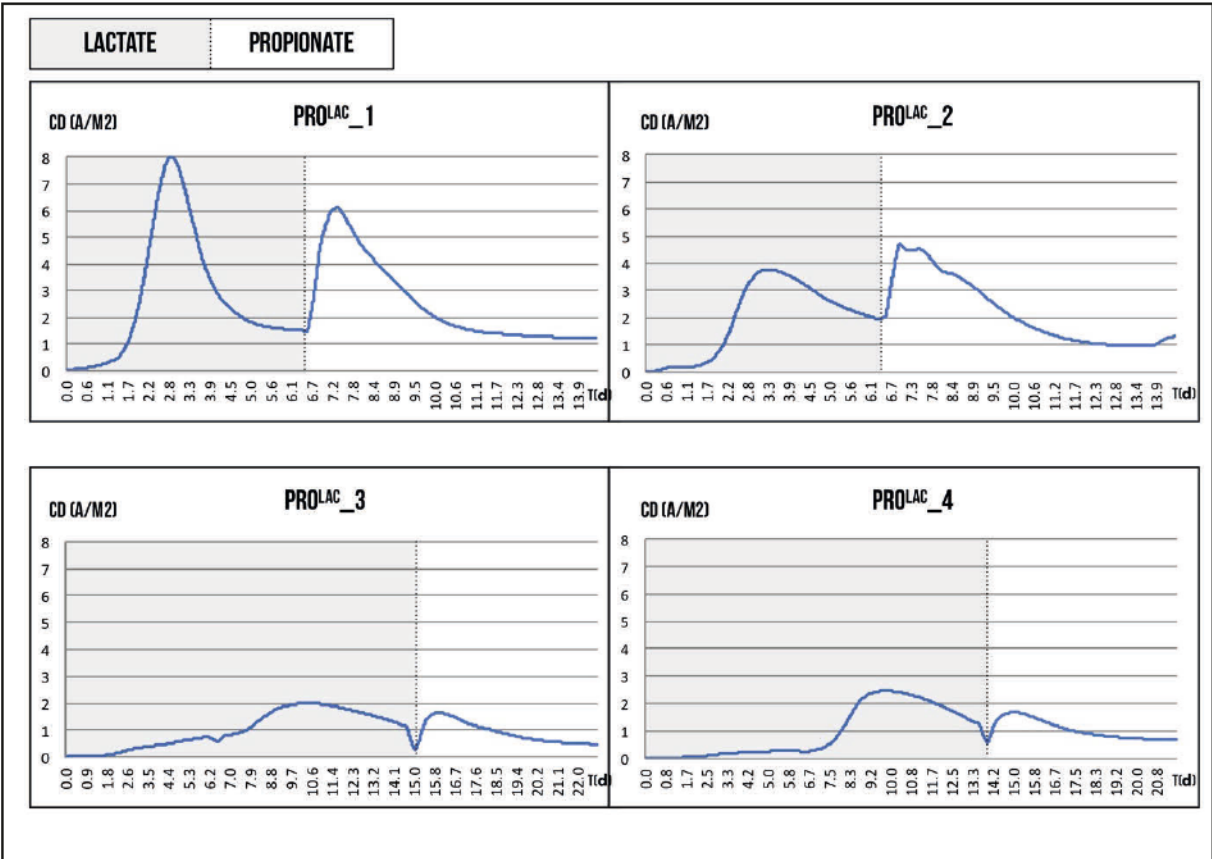 LACTATE PROPIONATE
PROLAC_1
CD (A/M2)
8
7
6
5
4
3
2
1
0
0.0 0.6 1.1 1.7 2.2 2.8 3.3 3.9 4.5 5.0 5.6 6.1 6.7 7.2 7.8 8.4 8.9 9.5 10.0 10.6 11.1 11.7 12.3 12.8 13.4 13.9 T(d)
PROLAC_2
CD (A/M2)
8
7
6
5
4
3
2
1
0
0.0 0.6 1.1 1.7 2.2 2.8 3.3 3.9 4.5 5.0 5.6 6.1 6.7 7.2 7.8 8.4 8.9 9.5 10.0 10.6 11.1 11.7 12.3 12.8 13.4 13.9 T(d)
PROLAC_3
CD (A/M2)
8
7
6
5
4
3
2
1
0
0.0 0.9 1.8 2.6 3.5 4.4 5.3 6.2 7.0 7.9 8.8 9.7 10.6 11.4 12.3 13.2 14.1 15.0 15.8 16.7 17.6 18.5 19.4 20.2 21.1 22.0 T(d)
PROLAC_4
CD (A/M2)
8
7
6
5
4
3
2
1
0
0.0 0.8 1.7 2.5 3.3 4.2 5.0 5.8 6.7 7.5 8.3 9.2 10.0 10.8 11.7 12.5 13.3 14.2 15.0 15.8 16.7 17.5 18.3 19.2 20.0 20.8 T(d)